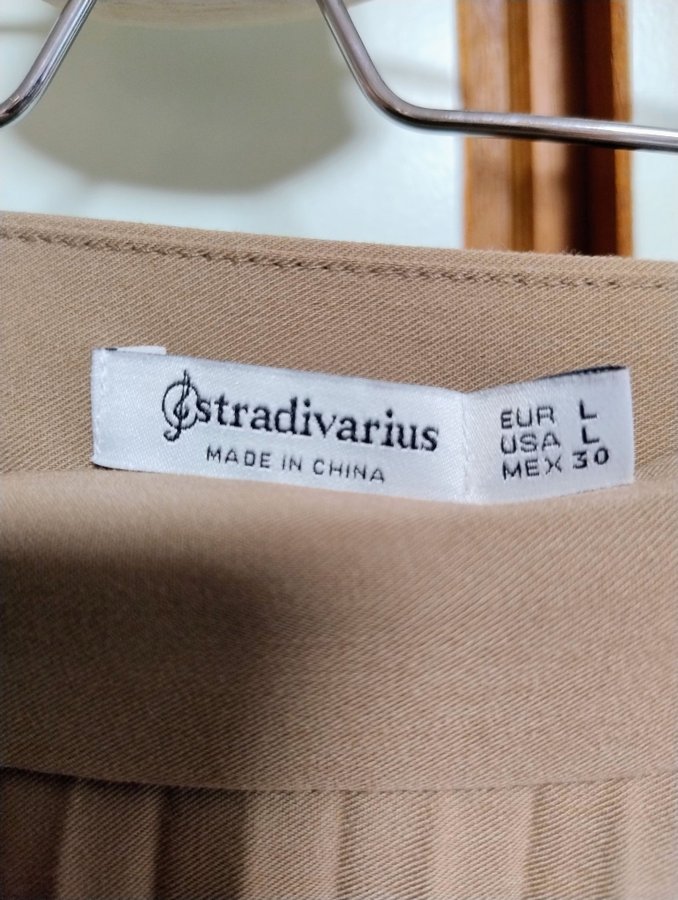 stradivarius
MADE IN CHINA
EUR L
USA L
MEX 30